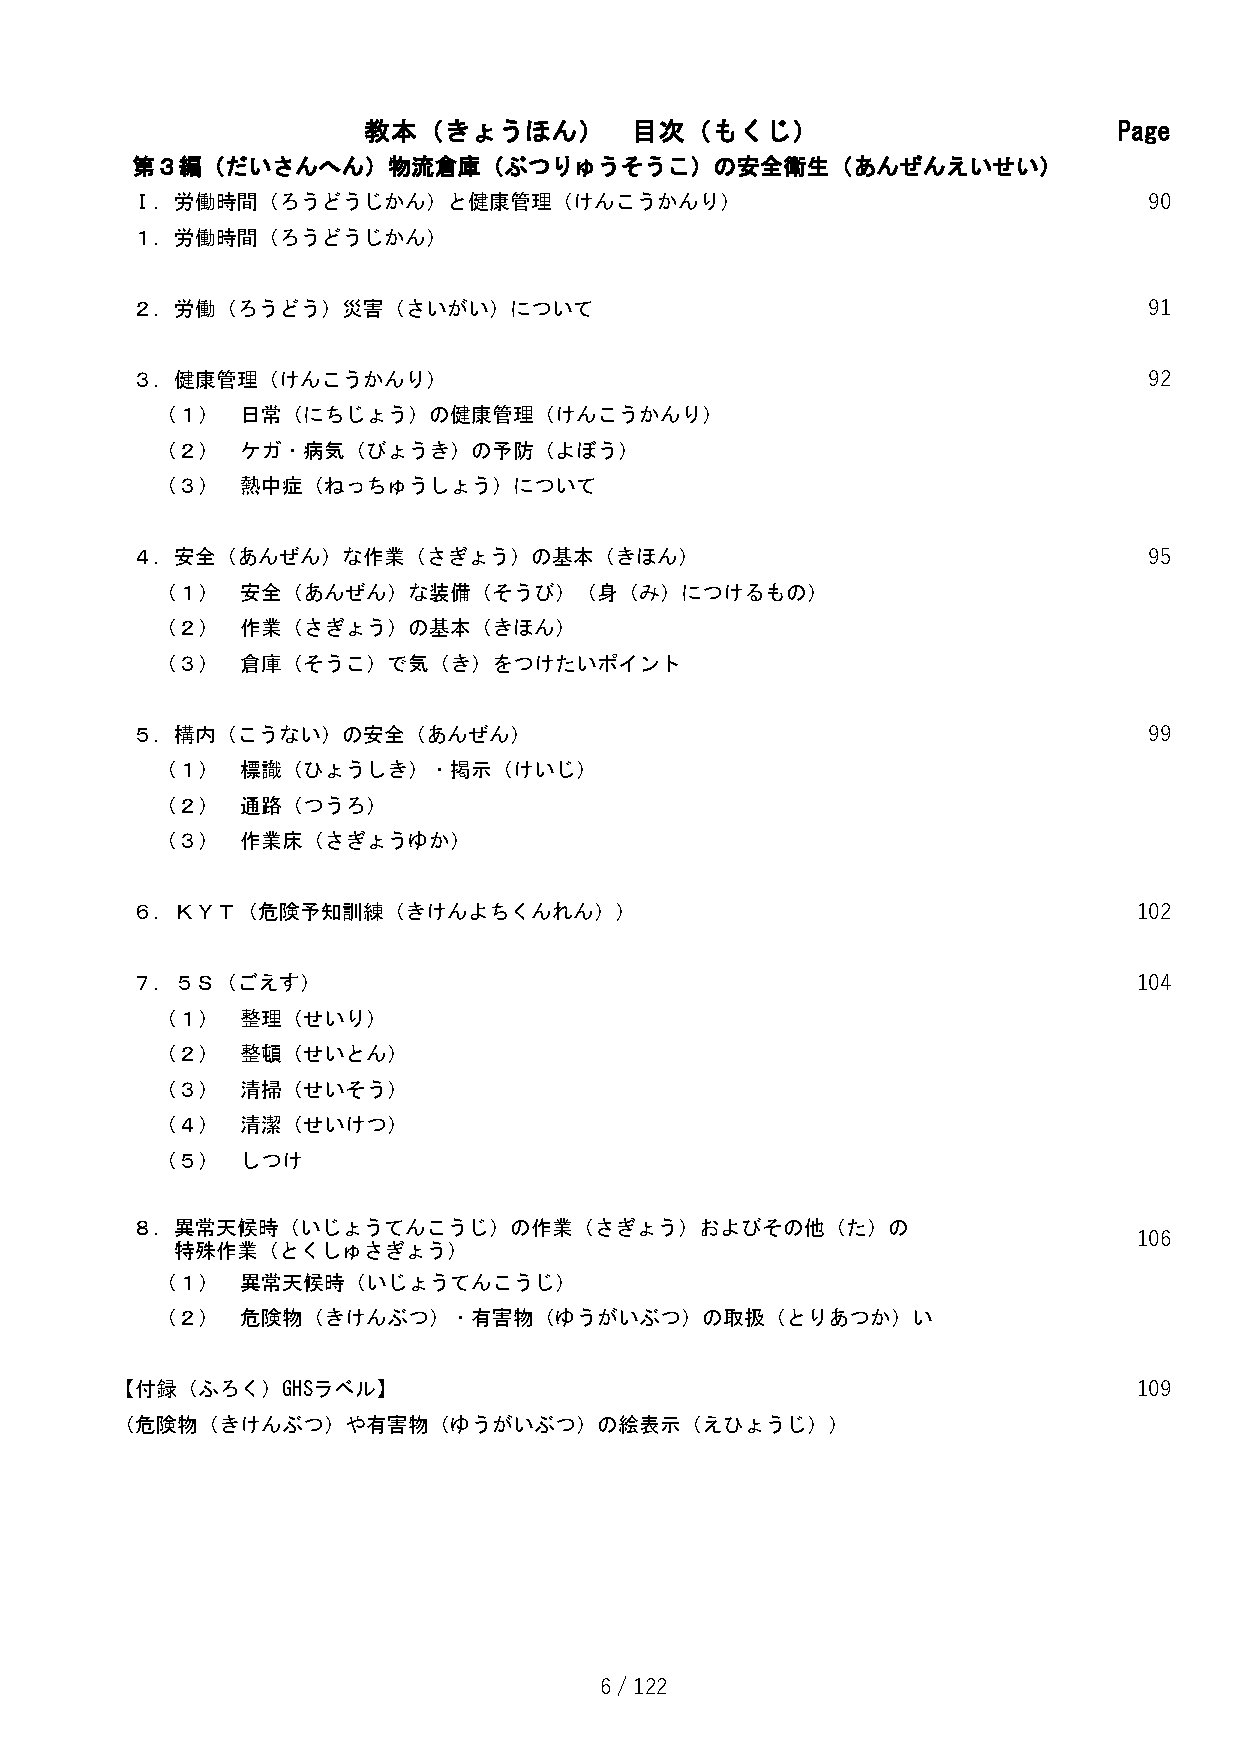 教本（きょうほん）　目次（もくじ） Page
第３編（だいさんへん）物流倉庫（ぶつりゅうそうこ）の安全衛生（あんぜんえいせい）
Ⅰ．労働時間（ろうどうじかん）と健康管理（けんこうかんり） 90
１．労働時間（ろうどうじかん）
２．労働（ろうどう）災害（さいがい）について 91
３．健康管理（けんこうかんり） 92
（１）　日常（にちじょう）の健康管理（けんこうかんり）
（２）　ケガ・病気（びょうき）の予防（よぼう）
（３）　熱中症（ねっちゅうしょう）について
４．安全（あんぜん）な作業（さぎょう）の基本（きほん） 95
（１）　安全（あんぜん）な装備（そうび）（身（み）につけるもの）
（２）　作業（さぎょう）の基本（きほん）
（３）　倉庫（そうこ）で気（き）をつけたいポイント
５．構内（こうない）の安全（あんぜん） 99
（１）　標識（ひょうしき）・掲示（けいじ）
（２）　通路（つうろ）
（３）　作業床（さぎょうゆか）
６．ＫＹＴ（危険予知訓練（きけんよちくんれん）） 102
７．５Ｓ（ごえす） 104
（１）　整理（せいり）
（２）　整頓（せいとん）
（３）　清掃（せいそう）
（４）　清潔（せいけつ）
（５）　しつけ
８．異常天候時（いじょうてんこうじ）の作業（さぎょう）およびその他（た）の
特殊作業（とくしゅさぎょう） 106
（１）　異常天候時（いじょうてんこうじ）
（２）　危険物（きけんぶつ）・有害物（ゆうがいぶつ）の取扱（とりあつか）い
【付録（ふろく）GHSラベル】 109
（危険物（きけんぶつ）や有害物（ゆうがいぶつ）の絵表示（えひょうじ））
6 / 122